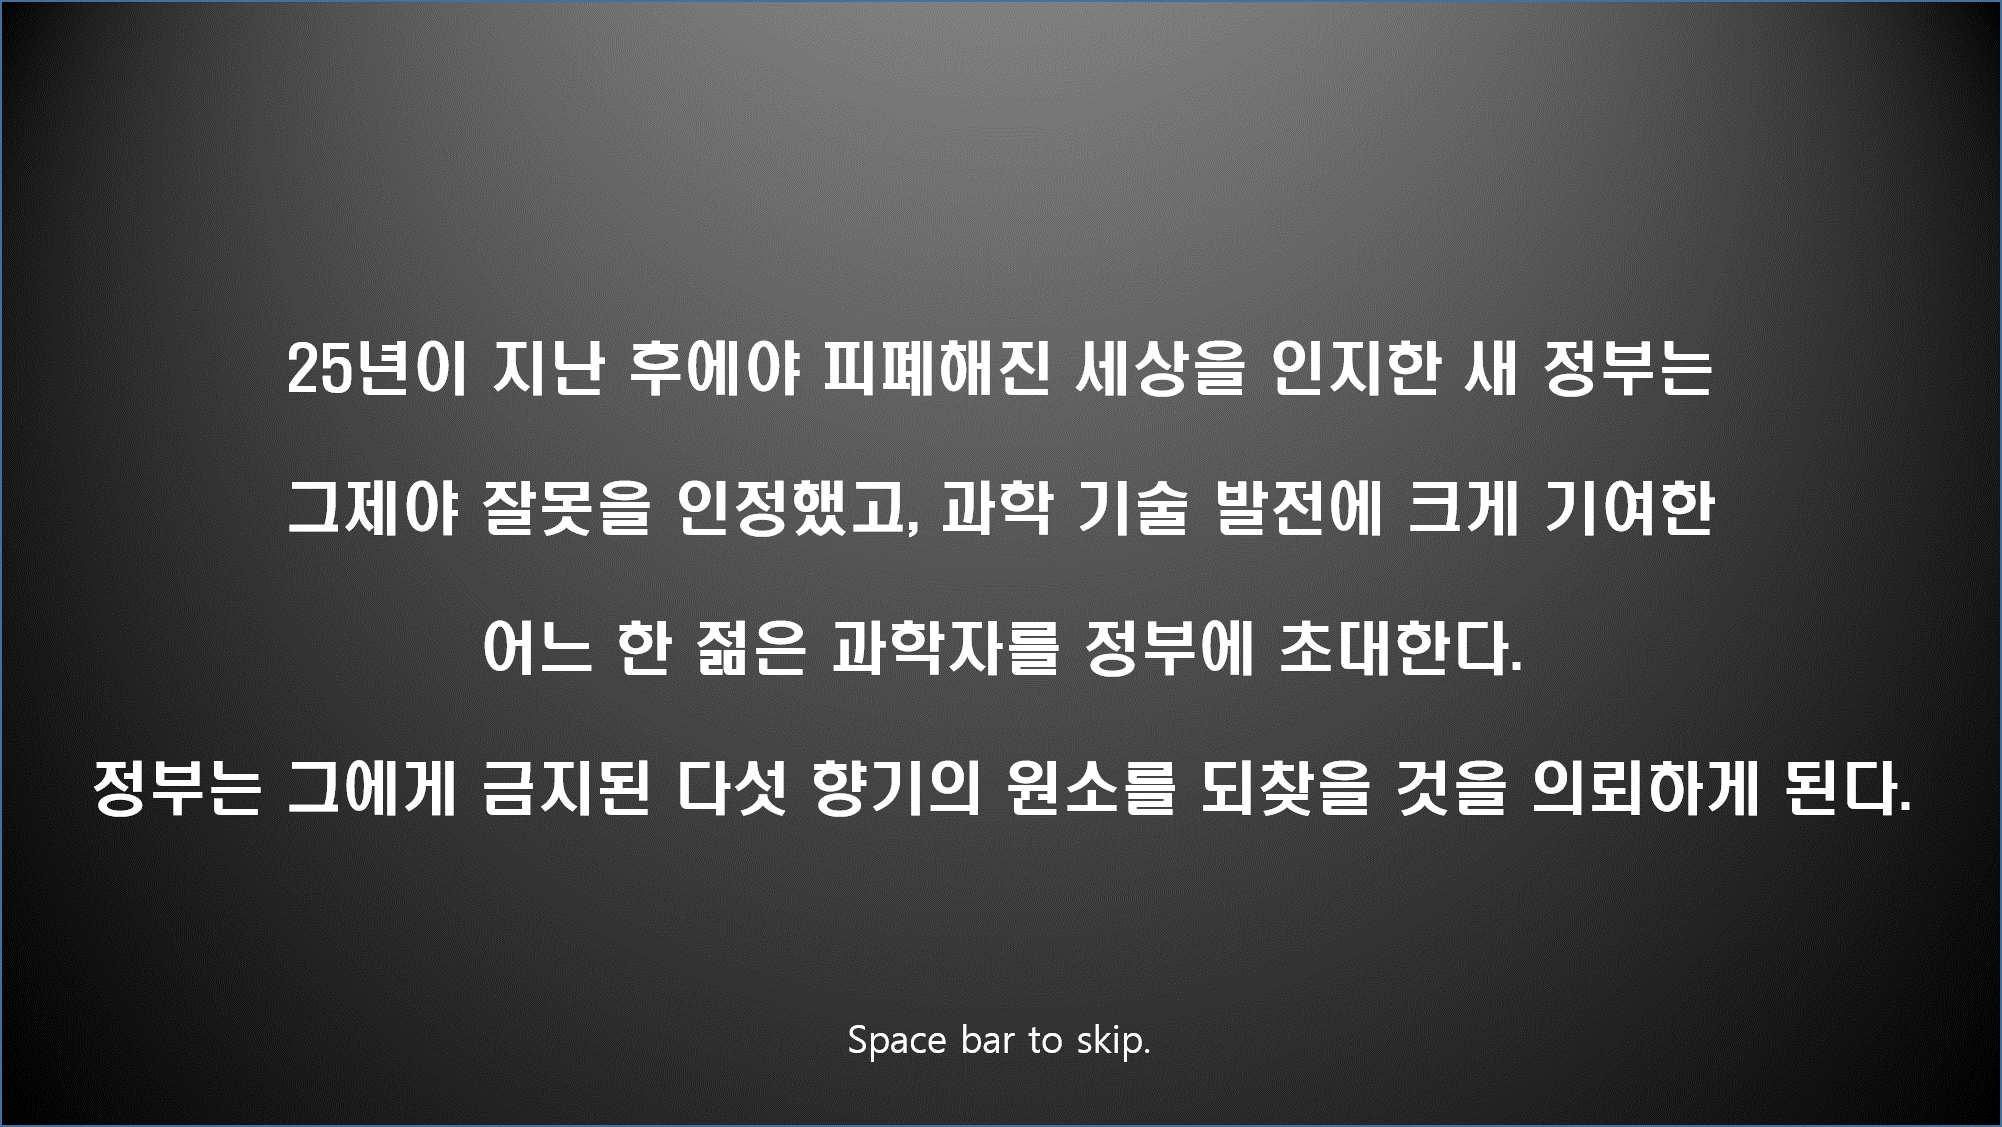 25년이 지난 후에야 피폐해진 세상을 인지한 새 정부는
그제야 잘못을 인정했고, 과학 기술 발전에 크게 기여한
어느 한 젊은 과학자를 정부에 초대한다.
정부는 그에게 금지된 다섯 향기의 원소를 되찾을 것을 의뢰하게 된다.
Space bar to skip.